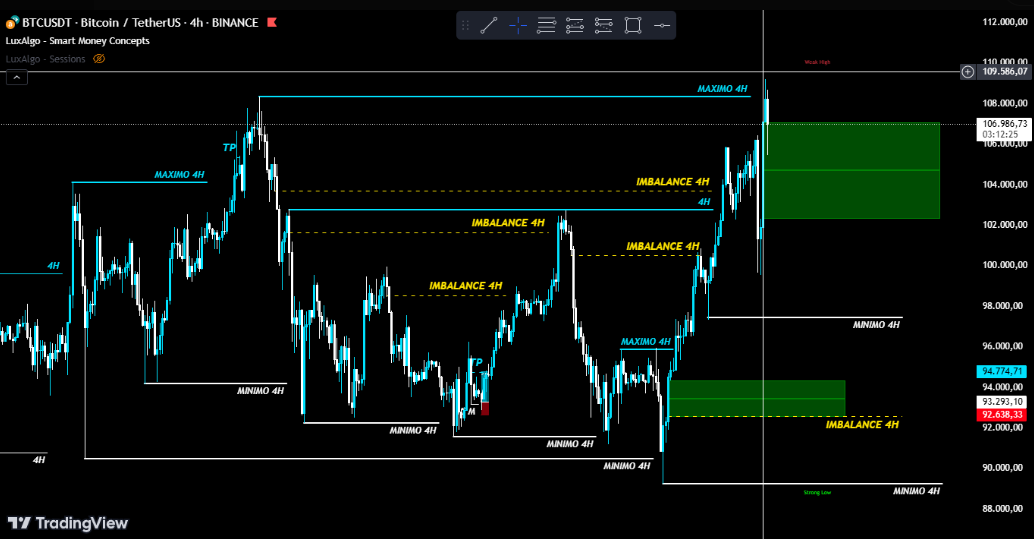 BTCUSDT · Bitcoin / TetherUS · 4h · BINANCE
LuxAlgo - Smart Money Concepts
LuxAlgo - Sessions
112.000,00
110.000,00
Weak High
109.586,07
MAXIMO 4H
108.000,00
106.986,73
03:12:25
106.000,00
TP
MAXIMO 4H
IMBALANCE 4H
104.000,00
4H
IMBALANCE 4H
102.000,00
IMBALANCE 4H
4H
100.000,00
IMBALANCE 4H
98.000,00
MINIMO 4H
96.000,00
MAXIMO 4H
TP
94.774,71
94.000,00
MINIMO 4H
93.293,10
92.638,33
M
IMBALANCE 4H
92.000,00
MINIMO 4H
MINIMO 4H
4H
MINIMO 4H
90.000,00
Strong Low
MINIMO 4H
88.000,00
TradingView